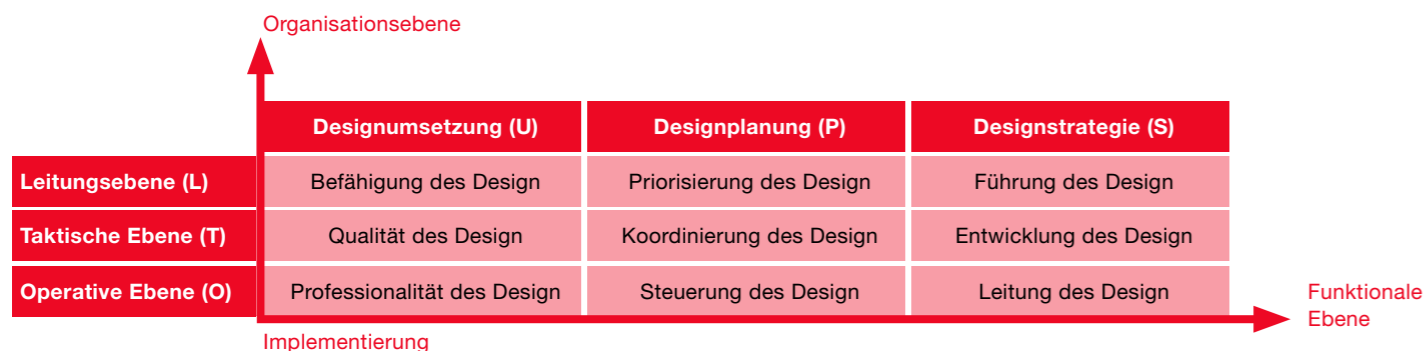 Organisationsebene
Designumsetzung (U) Designplanung (P) Designstrategie (S)
Leitungsebene (L) Befähigung des Design Priorisierung des Design Führung des Design
Taktische Ebene (T) Qualität des Design Koordinierung des Design Entwicklung des Design
Operative Ebene (O) Professionalität des Design Steuerung des Design Leitung des Design
Funktionale
Ebene
Implementierung